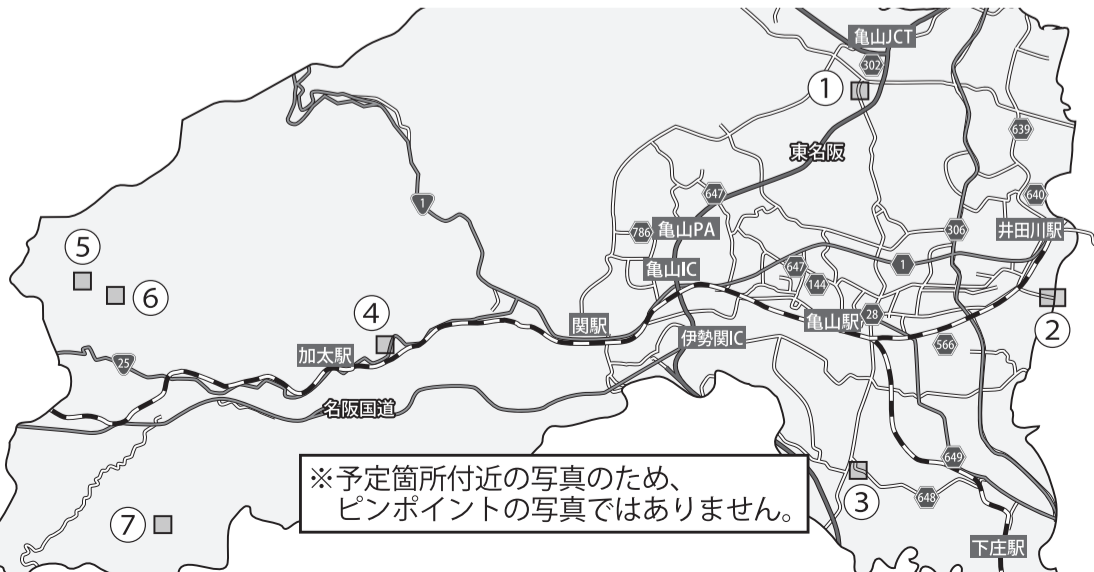 亀山JCT
302
①
東名阪
639
647
640
1
786
亀山PA
306
井田川駅
⑤
亀山IC
647
1
⑥
144
④
関駅
亀山駅
28
②
伊勢関IC
566
加太駅
25
名阪国道
※予定箇所付近の写真のため、
ピンポイントの写真ではありません。
649
③
648
⑦
下庄駅